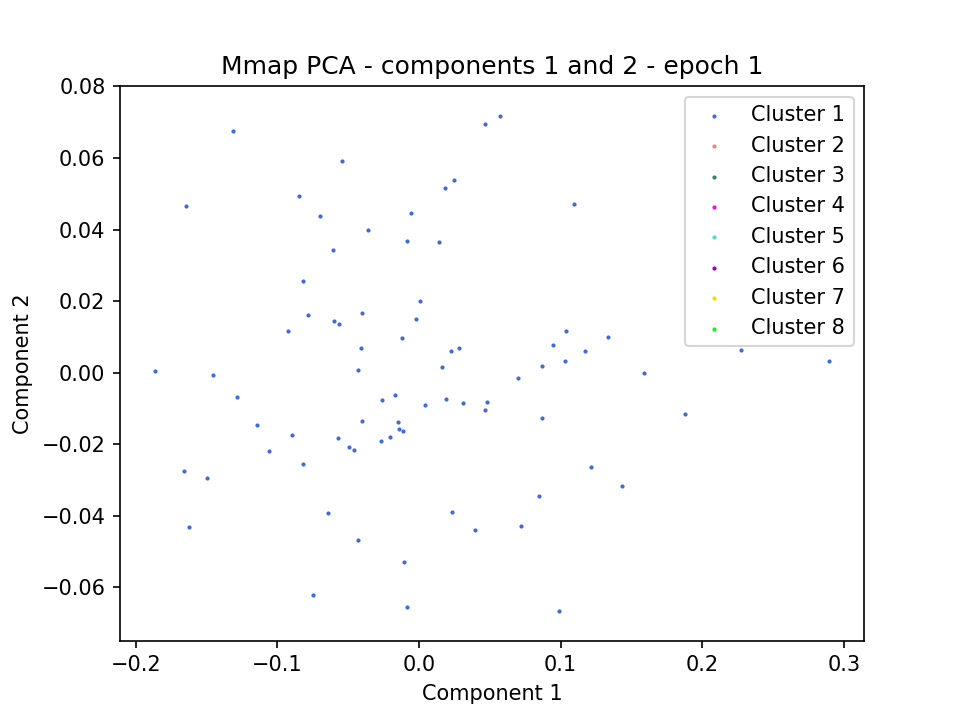 Mmap PCA - components 1 and 2 - epoch 1
0.08
0.06
0.04
0.02
0.00
−0.02
−0.04
−0.06
Component 2
Cluster 1
Cluster 2
Cluster 3
Cluster 4
Cluster 5
Cluster 6
Cluster 7
Cluster 8
−0.2 −0.1 0.0 0.1 0.2 0.3
Component 1